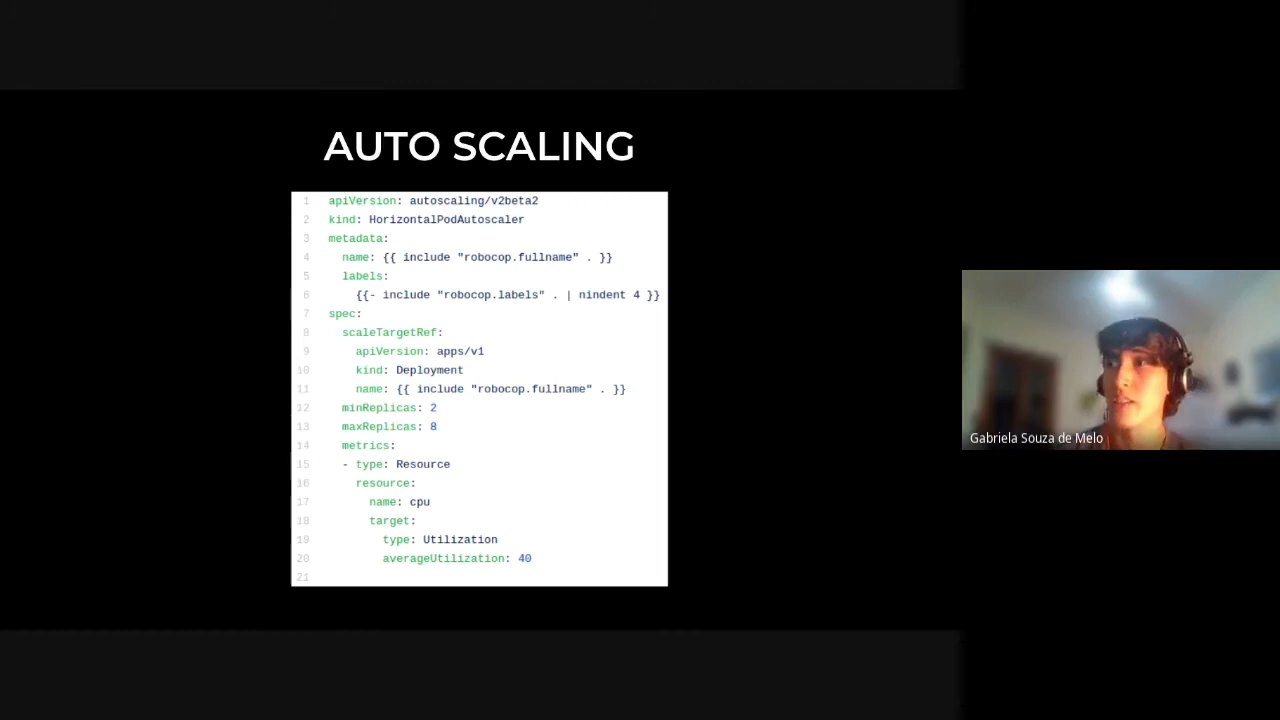 AUTO SCALING
1 apiVersion: autoscaling/v2beta2
2 kind: HorizontalPodAutoscaler
3 metadata:
4 name: {{ include "robocop.fullname" . }}
5 labels:
6 {{- include "robocop.labels" . | nindent 4 }}
7 spec:
8 scaleTargetRef:
9 apiVersion: apps/v1
10 kind: Deployment
11 name: {{ include "robocop.fullname" . }}
12 minReplicas: 2
13 maxReplicas: 8
14 metrics:
15 - type: Resource
16 resource:
17 name: cpu
18 target:
19 type: Utilization
20 averageUtilization: 40
21
Gabriela Souza de Melo